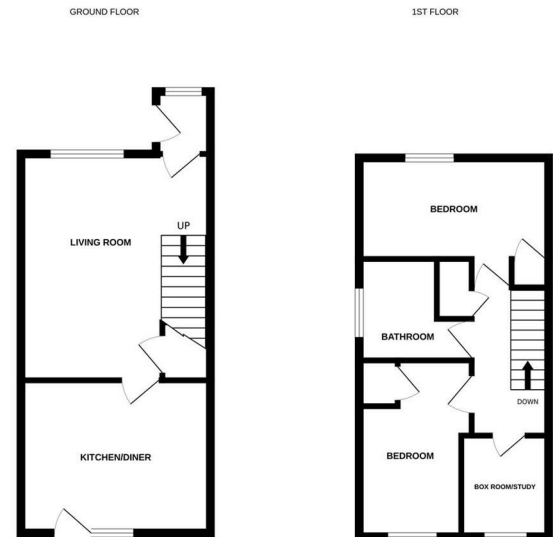 GROUND FLOOR
1ST FLOOR
UP
LIVING ROOM
KITCHEN/DINER
BEDROOM
BATHROOM
DOWN
BEDROOM
BOX ROOM/STUDY